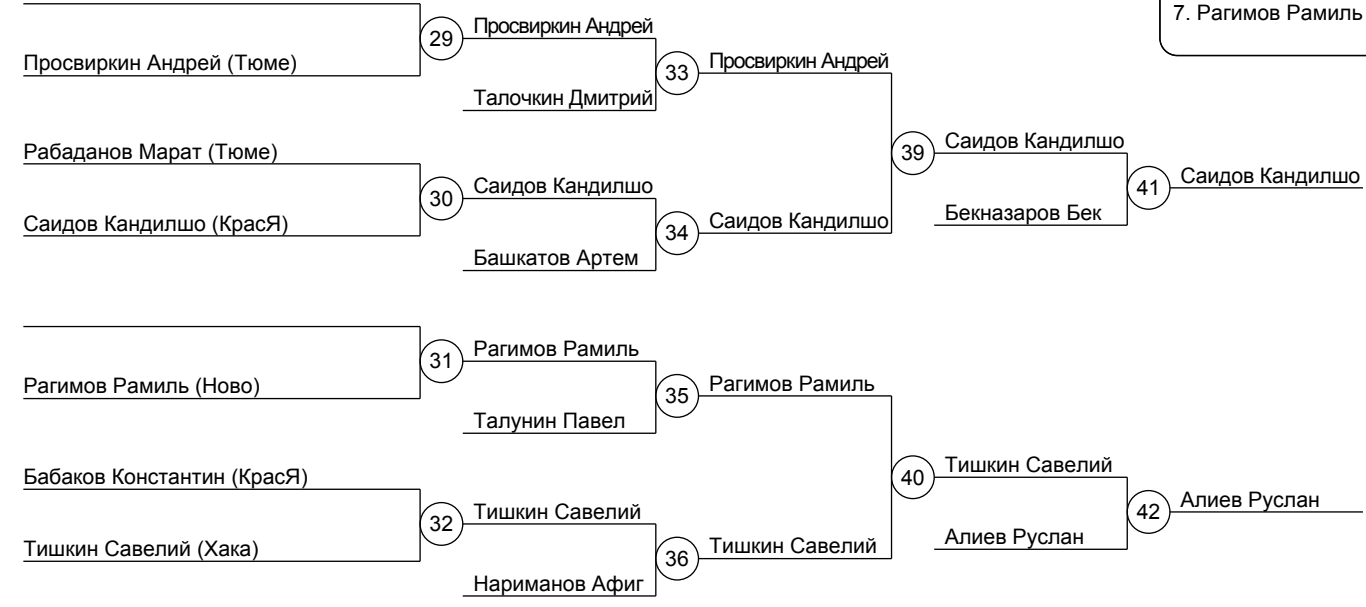 7. Рагимов Рамиль
29
Просвиркин Андрей
Просвиркин Андрей (Тюме)
33
Просвиркин Андрей
Талочкин Дмитрий
Рабаданов Марат (Тюме)
39
Саидов Кандилшо
30
Саидов Кандилшо
41
Саидов Кандилшо
Саидов Кандилшо (КрасЯ)
34
Саидов Кандилшо
Бекназаров Бек
Башкатов Артем
31
Рагимов Рамиль
Рагимов Рамиль (Ново)
35
Рагимов Рамиль
Талунин Павел
Бабаков Константин (КрасЯ)
40
Тишкин Савелий
32
Тишкин Савелий
42
Алиев Руслан
Тишкин Савелий (Хака)
36
Тишкин Савелий
Алиев Руслан
Нариманов Афиг